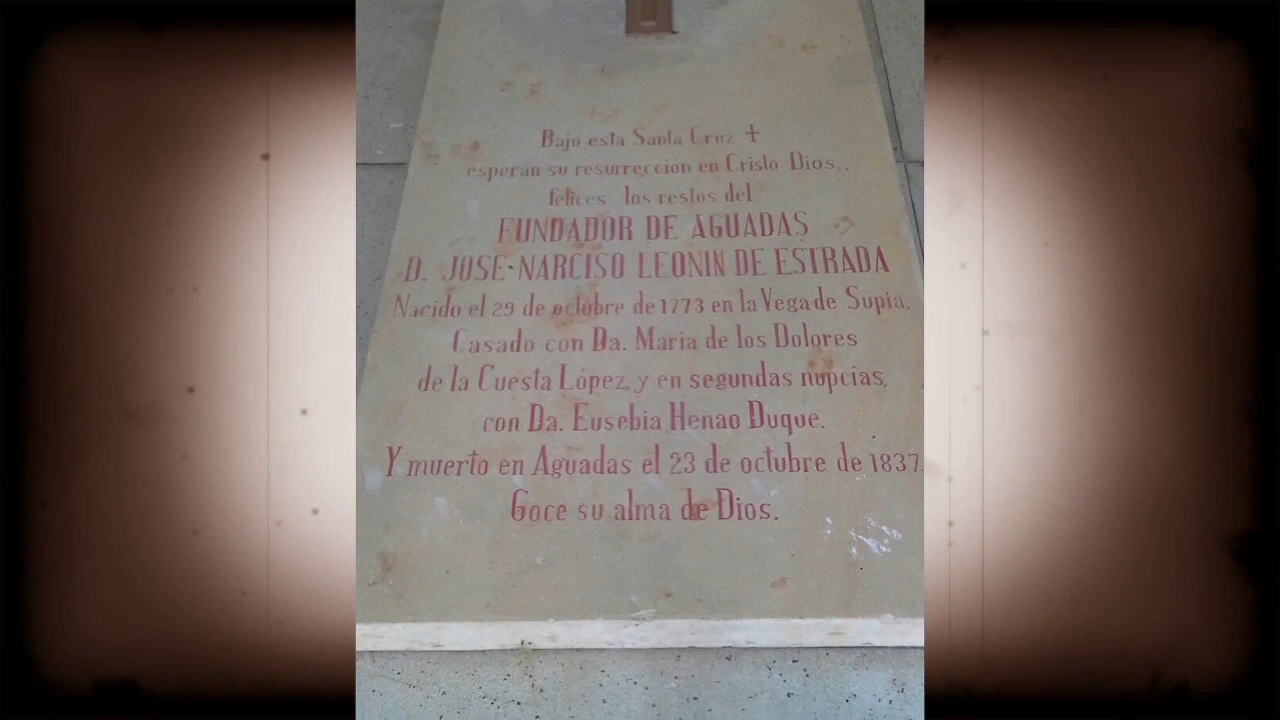 Bajo esta Santa Cruz ✝
esperan su resurrección en Cristo Dios..
felices los restos del
FUNDADOR DE AGUADAS
D. JOSE-NARCISO LEONIN DE ESTRADA
Nacido el 29 de octubre de 1773 en la Vega de Supia.
Casado con Da. Maria de los Dolores
de la Cuesta López, y en segundas nupcias,
con Da. Eusebia Henao Duque.
Y muerto en Aguadas el 23 de octubre de 1837.
Goce su alma de Dios.